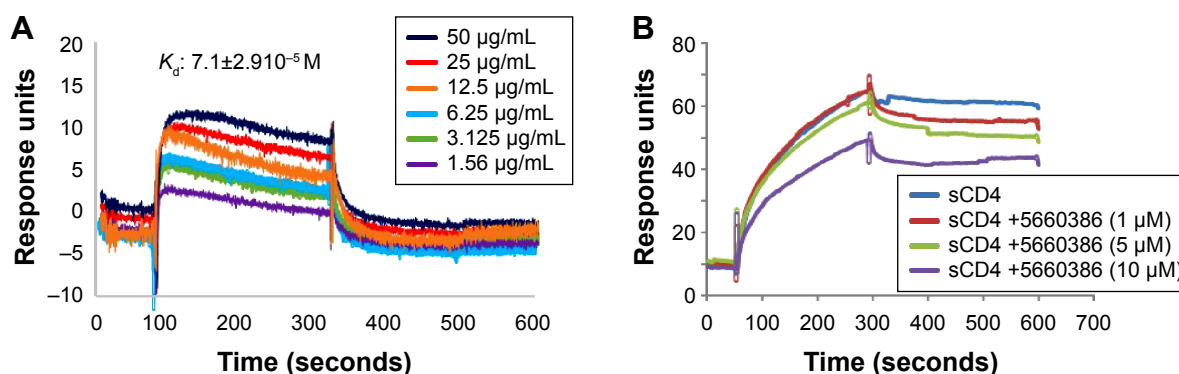 A
Response units
20
15
10
5
0
–5
–10
K_d: 7.1±2.910⁻⁵ M
50 µg/mL
25 µg/mL
12.5 µg/mL
6.25 µg/mL
3.125 µg/mL
1.56 µg/mL
0 100 200 300 400 500 600
Time (seconds)
B
Response units
80
60
40
20
0
sCD4
sCD4 +5660386 (1 µM)
sCD4 +5660386 (5 µM)
sCD4 +5660386 (10 µM)
0 100 200 300 400 500 600 700
Time (seconds)